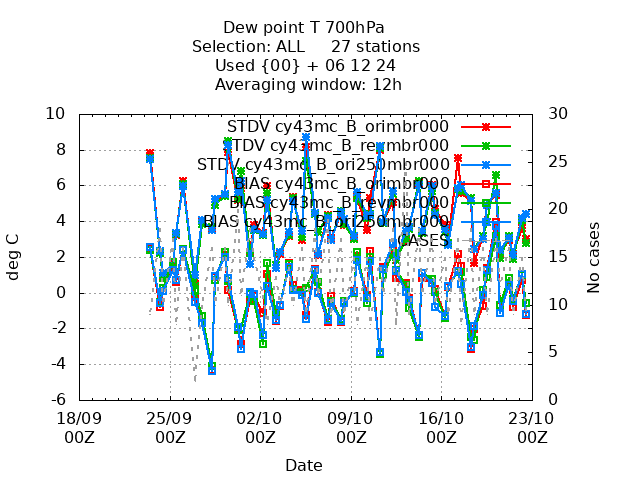 Dew point T 700hPa
Selection: ALL 27 stations
Used {00} + 06 12 24
Averaging window: 12h
STDV cy43mc_B_orimbr000
STDV cy43mc_B_revmbr000
STDV cy43mc_B_ori250mbr000
BIAS cy43mc_B_orimbr000
BIAS cy43mc_B_revmbr000
BIAS cy43mc_B_ori250mbr000
CASES
deg C
10
8
6
4
2
0
-2
-4
-6
No cases
30
25
20
15
10
5
0
18/09 25/09 02/10 09/10 16/10 23/10
00Z 00Z 00Z 00Z 00Z 00Z
Date